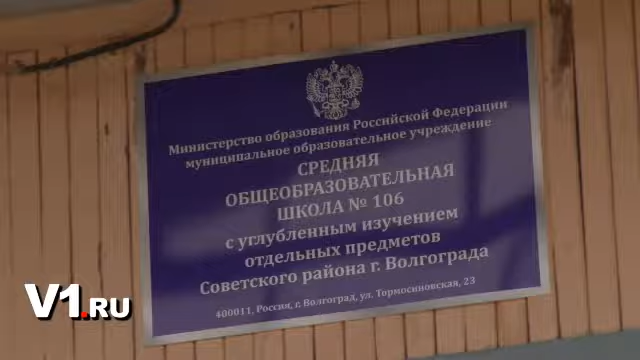 Министерство образования Российской Федерации
муниципальное образовательное учреждение
СРЕДНЯЯ
ОБЩЕОБРАЗОВАТЕЛЬНАЯ
ШКОЛА № 106
с углубленным изучением
отдельных предметов
Советского района г. Волгограда
400011, Россия, г. Волгоград, ул. Тормосиновская, 23
V1.RU